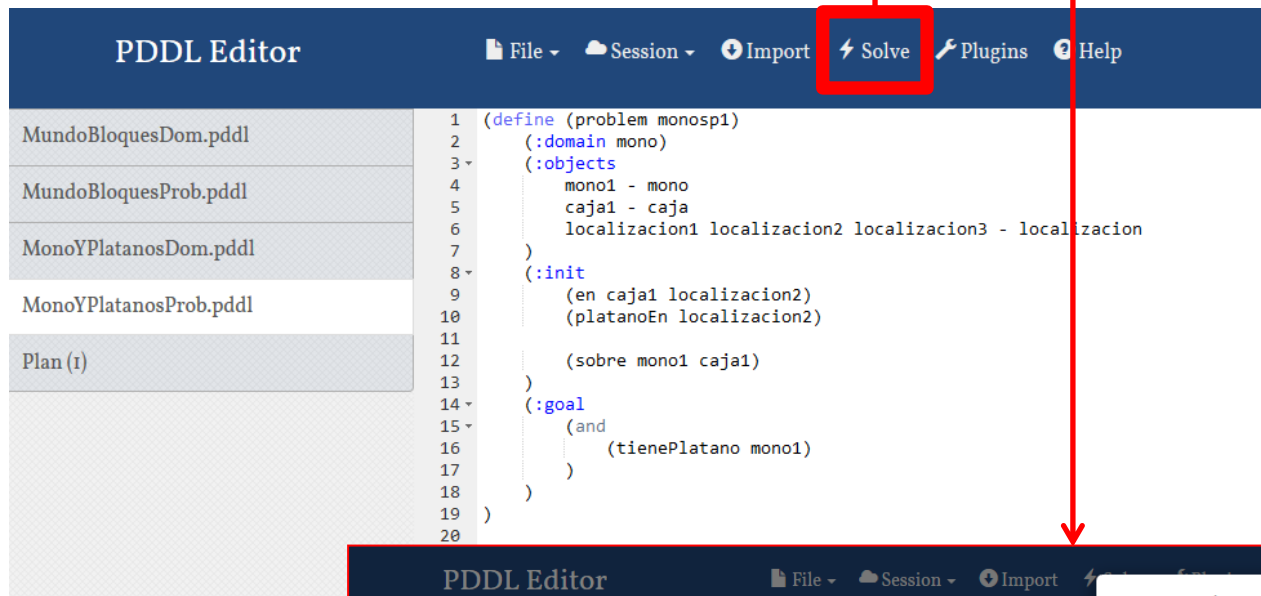 PDDL Editor
File Session Import Solve Plugins Help
MundoBloquesDom.pddl
MundoBloquesProb.pddl
MonoYPlatanosDom.pddl
MonoYPlatanosProb.pddl
Plan (1)
1 (define (problem monosp1)
2 (:domain mono)
3 (:objects
4 mono1 - mono
5 caja1 - caja
6 localizacion1 localizacion2 localizacion3 - localizacion
7 )
8 (:init
9 (en caja1 localizacion2)
10 (platanoEn localizacion2)
11
12 (sobre mono1 caja1)
13 )
14 (:goal
15 (and
16 (tienePlatano mono1)
17 )
18 )
19 )
20
PDDL Editor
File Session Import